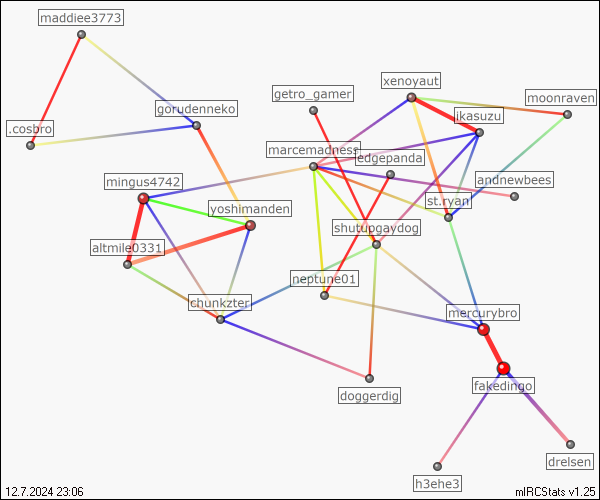 maddiee3773
xenoyaut
getro_gamer
moonraven
gorudenneko
ikasuzu
.cosbro
marcemadness
edgepanda
mingus4742
andnewbees
st.ryan
yoshimanden
shutupgaydog
altmile0331
neptune01
chunkzter
mercurybro
fakedingo
doggerdig
drelsen
h3ehe3
12.7.2024 23:06
mIRCStats v1.25